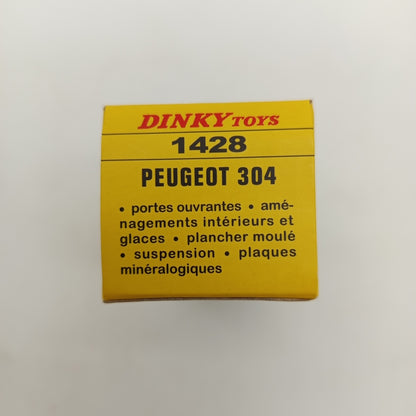 DINKY TOYS
1428
PEUGEOT 304
• portes ouvrantes • amé-
nagements intérieurs et
glaces • plancher moulé
• suspension • plaques
minéralogiques